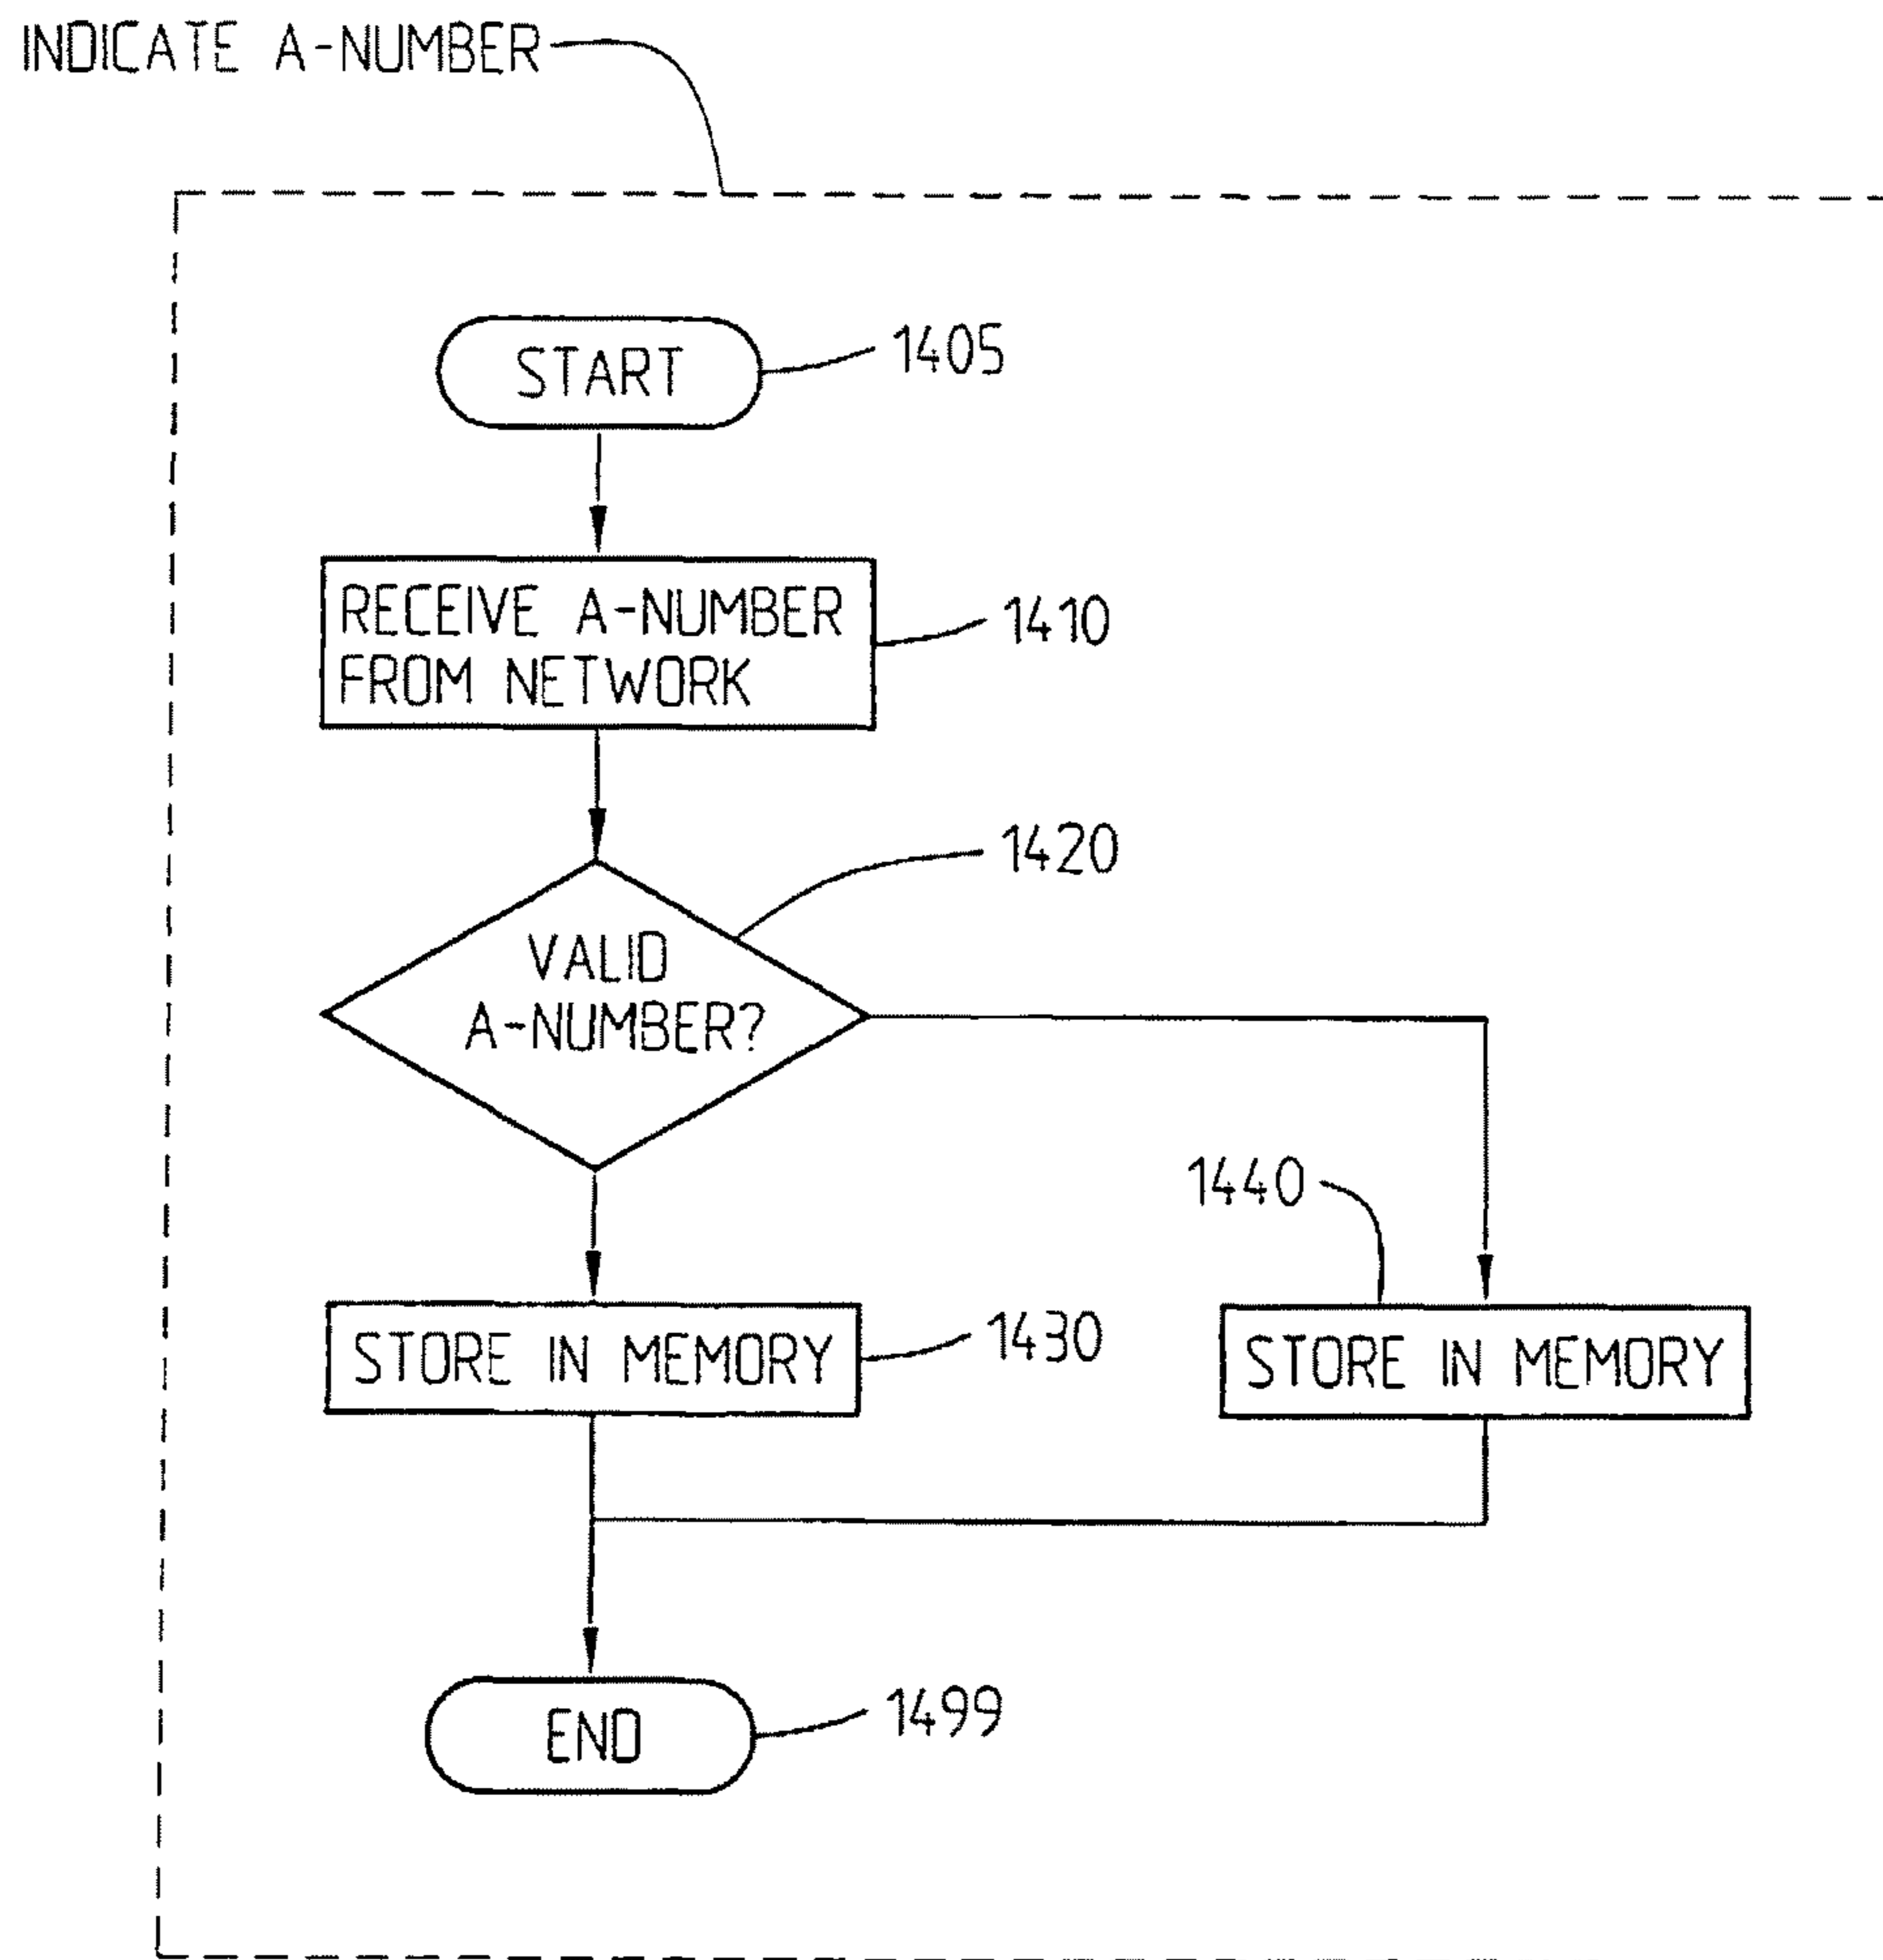 INDICATE A-NUMBER
START
1405
RECEIVE A-NUMBER
FROM NETWORK
1410
1420
VALID
A-NUMBER?
1440
STORE IN MEMORY
1430
STORE IN MEMORY
END
1499